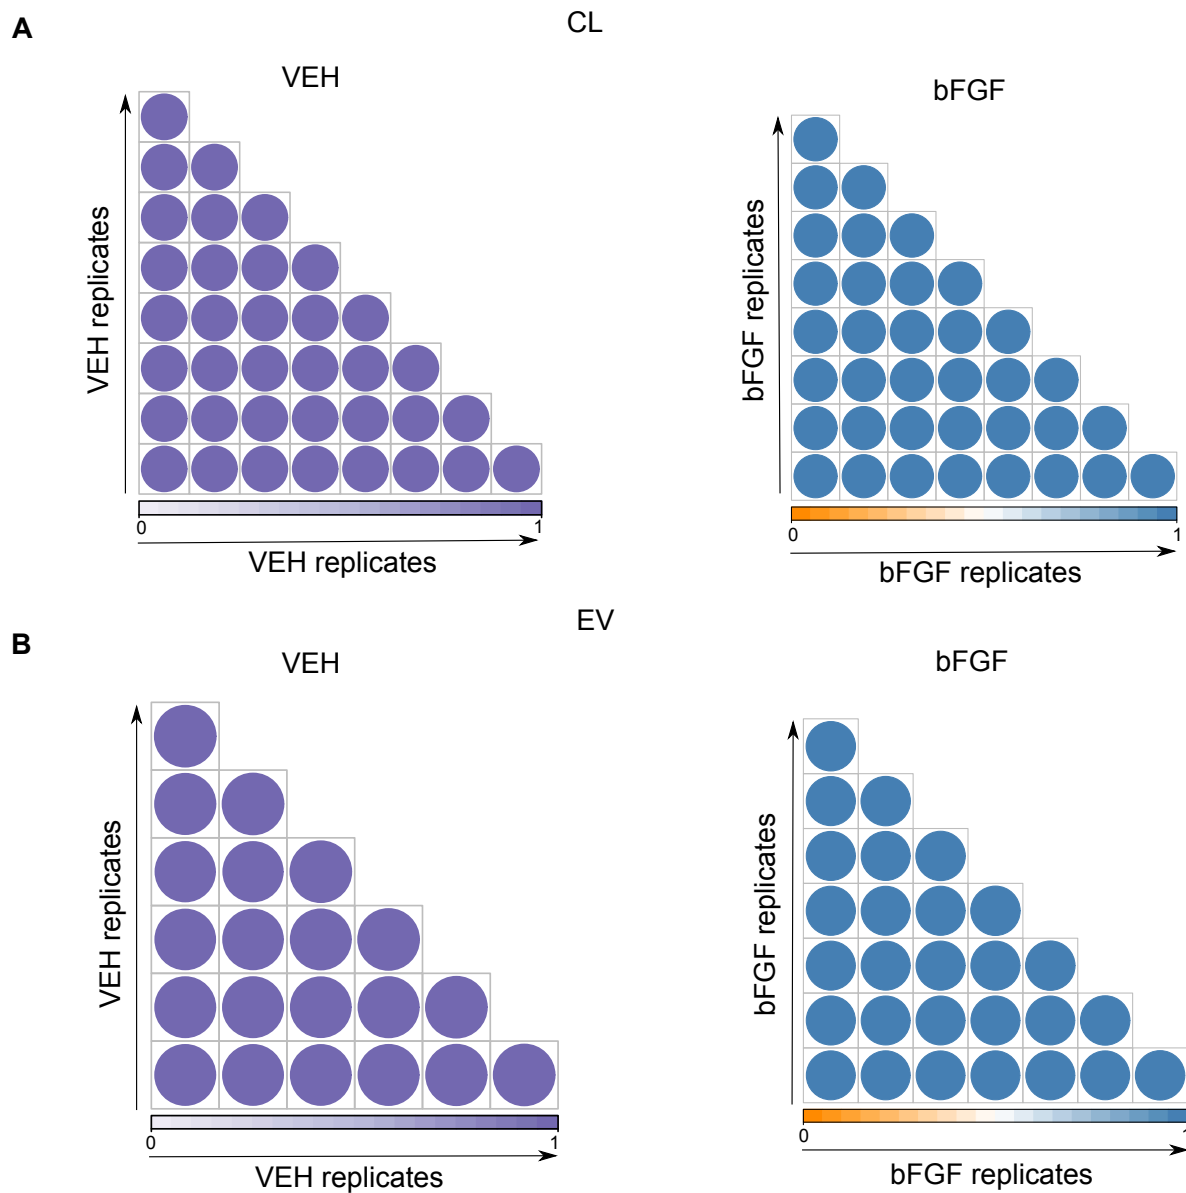 A
CL
VEH
bFGF
VEH replicates
bFGF replicates
0 1
VEH replicates
0 1
bFGF replicates
EV
B
VEH
bFGF
VEH replicates
bFGF replicates
0 1
VEH replicates
0 1
bFGF replicates